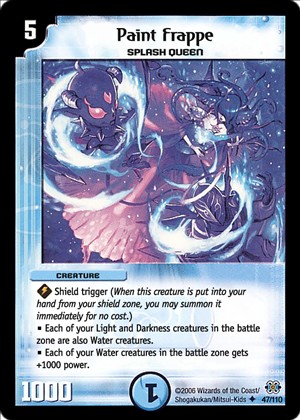 5
Paint Frappe
SPLASH QUEEN
CREATURE
Shield trigger (When this creature is put into your
hand from your shield zone, you may summon it
immediately for no cost.)
■ Each of your Light and Darkness creatures in the battle
zone are also Water creatures.
■ Each of your Water creatures in the battle zone gets
+1000 power.
1000
©2006 Wizards of the Coast/
Shogakukan/Mitsui-Kids ♦ 47/110